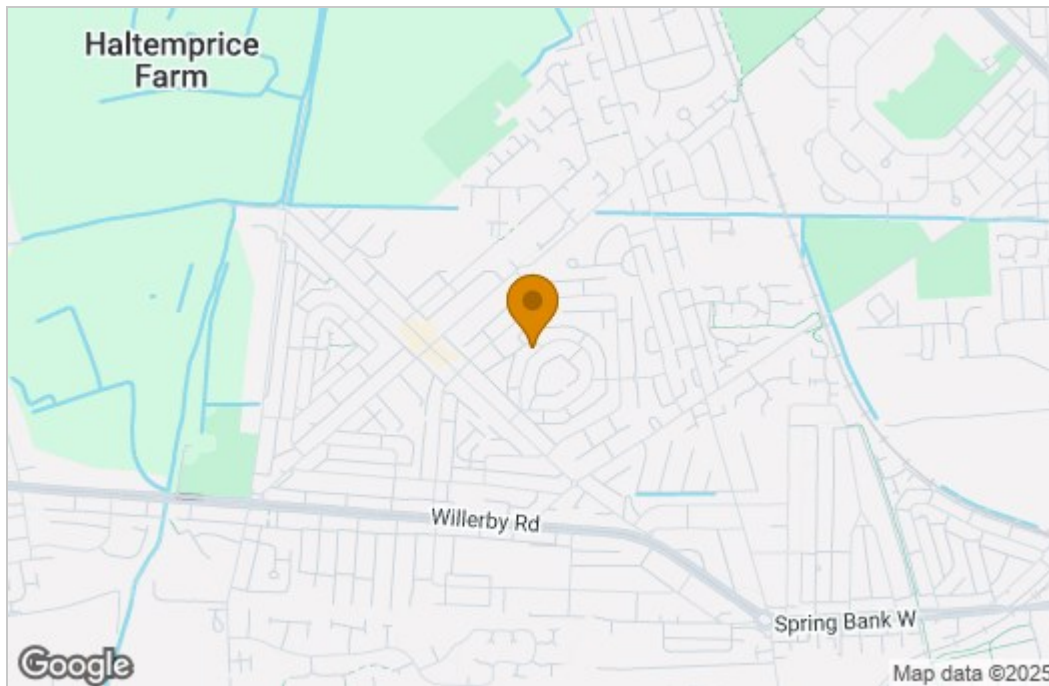 Haltemprice
Farm
Willerby Rd
Spring Bank W
Google
Map data ©2025